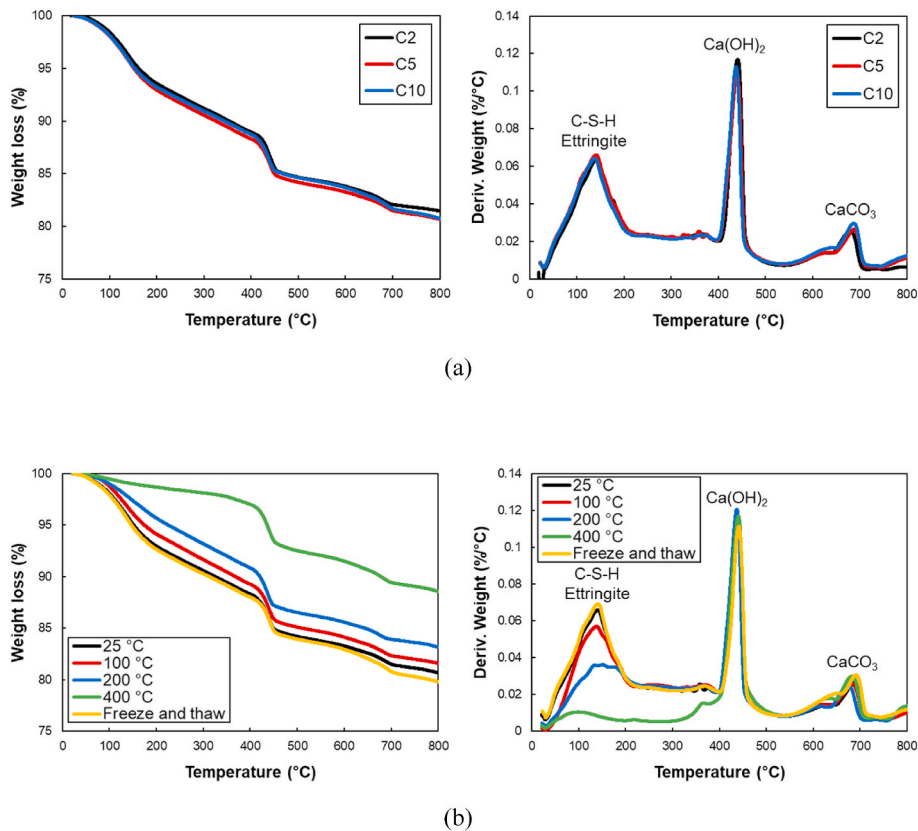 100
95
90
85
80
75
Weight loss (%)
0 100 200 300 400 500 600 700 800
Temperature (°C)
C2
C5
C10
0.14
0.12
0.1
0.08
0.06
0.04
0.02
0
Deriv. Weight (%/°C)
0 100 200 300 400 500 600 700 800
Temperature (°C)
C-S-H
Ettringite
Ca(OH)2
CaCO3
C2
C5
C10
(a)
100
95
90
85
80
75
Weight loss (%)
0 100 200 300 400 500 600 700 800
Temperature (°C)
25 °C
100 °C
200 °C
400 °C
Freeze and thaw
0.14
0.12
0.1
0.08
0.06
0.04
0.02
0
Deriv. Weight (%/°C)
0 100 200 300 400 500 600 700 800
Temperature (°C)
25 °C
100 °C
200 °C
400 °C
Freeze and thaw
C-S-H
Ettringite
Ca(OH)2
CaCO3
(b)